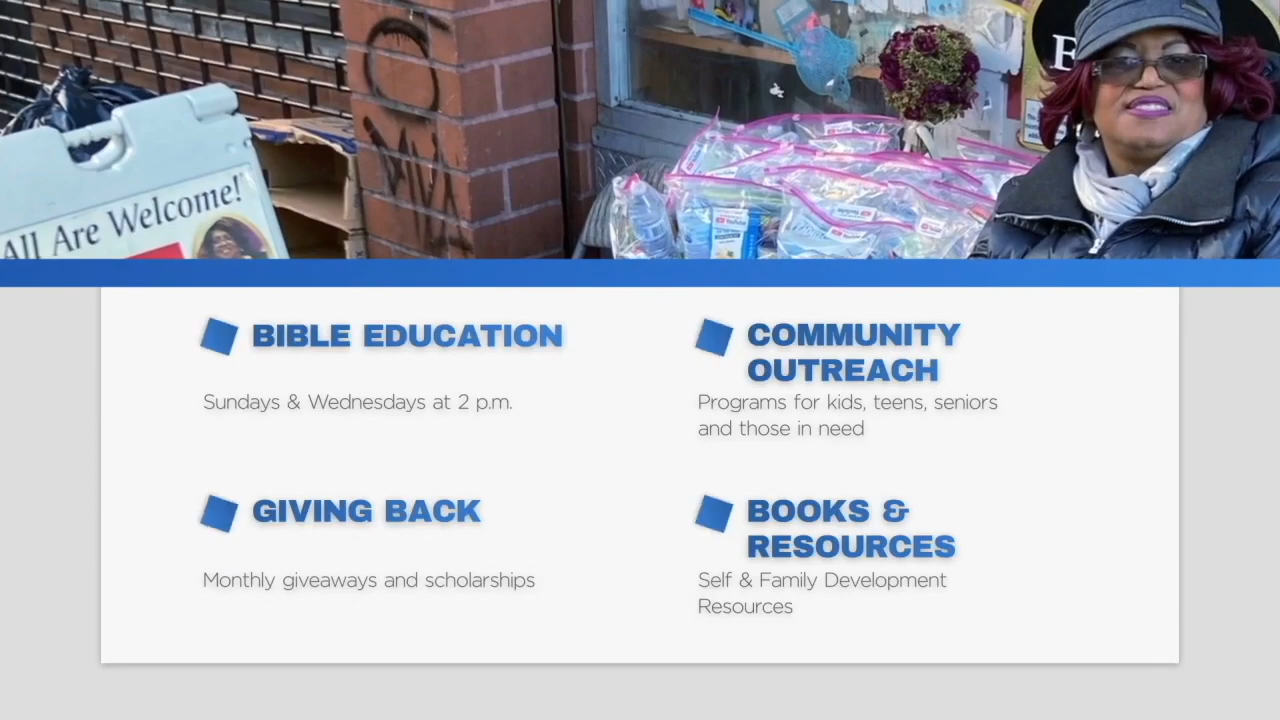 All Are Welcome!
BIBLE EDUCATION
Sundays & Wednesdays at 2 p.m.
COMMUNITY
OUTREACH
Programs for kids, teens, seniors
and those in need
GIVING BACK
Monthly giveaways and scholarships
BOOKS &
RESOURCES
Self & Family Development
Resources